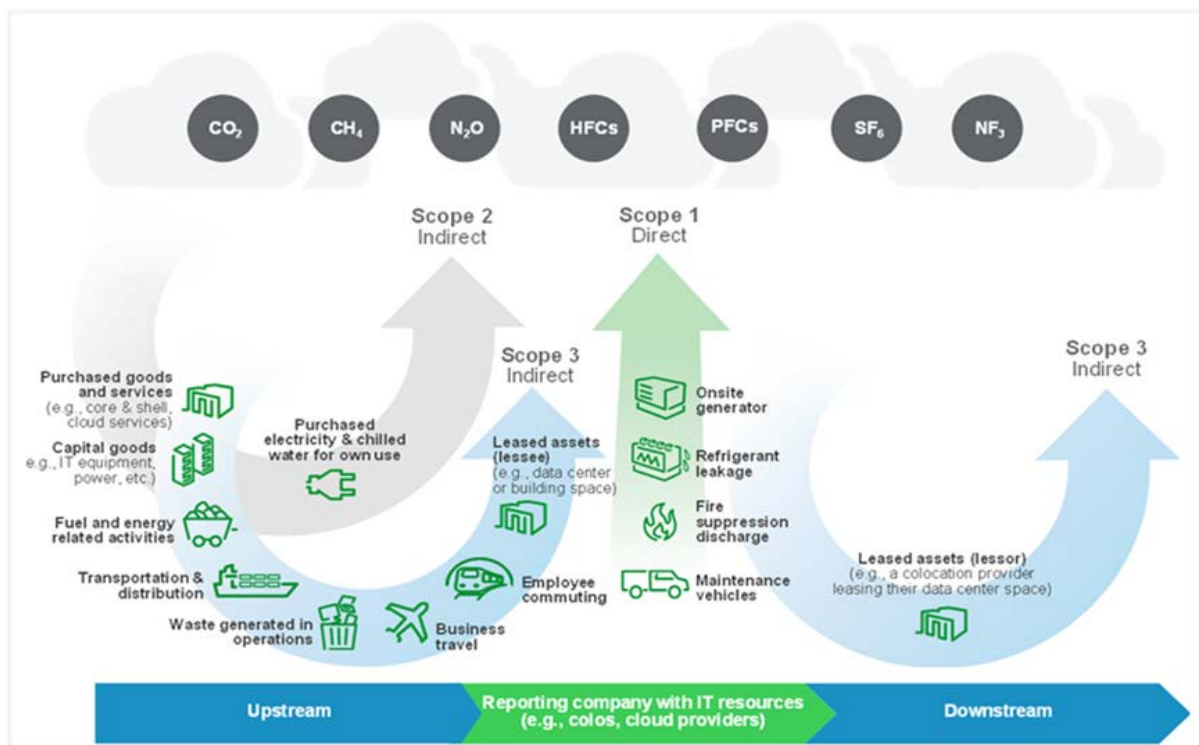 CO₂
CH₄
N₂O
HFCs
PFCs
SF₆
NF₃
Scope 2
Indirect
Scope 1
Direct
Scope 3
Indirect
Scope 3
Indirect
Purchased goods
and services
(e.g., core & shell,
cloud services)
Capital goods
e.g., IT equipment,
power, etc.)
Fuel and energy
related activities
Transportation &
distribution
Waste generated in
operations
Business
travel
Employee
commuting
Leased assets
(lessee)
(e.g., data center
or building space)
Purchased
electricity & chilled
water for own use
Onsite
generator
Refrigerant
leakage
Fire
suppression
discharge
Maintenance
vehicles
Leased assets (lessor)
(e.g., a colocation provider
leasing their data center space)
Upstream
Reporting company with IT resources
(e.g., colos, cloud providers)
Downstream